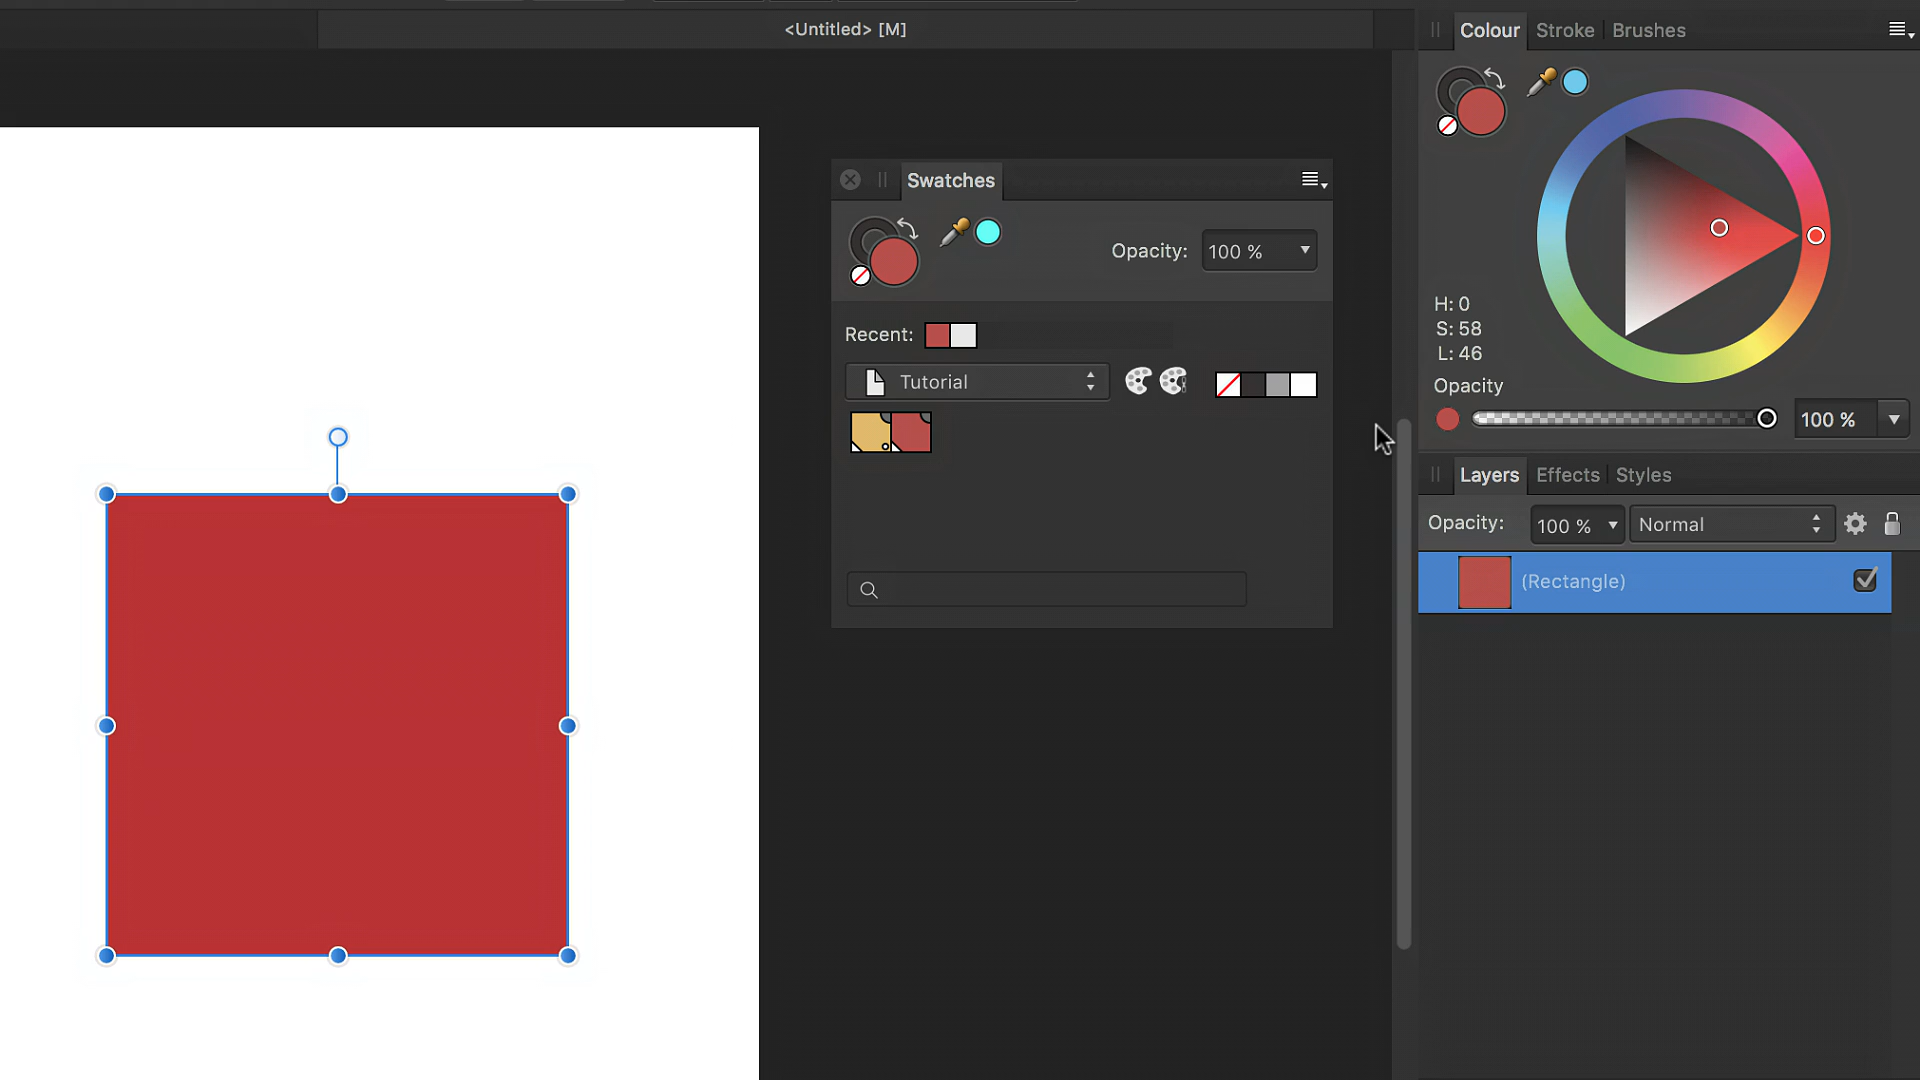 <Untitled> [M]
Colour Stroke Brushes
Swatches
Opacity: 100 %
Recent:
Tutorial
H: 0
S: 58
L: 46
Opacity
100 %
Layers Effects Styles
Opacity: 100 % Normal
(Rectangle)